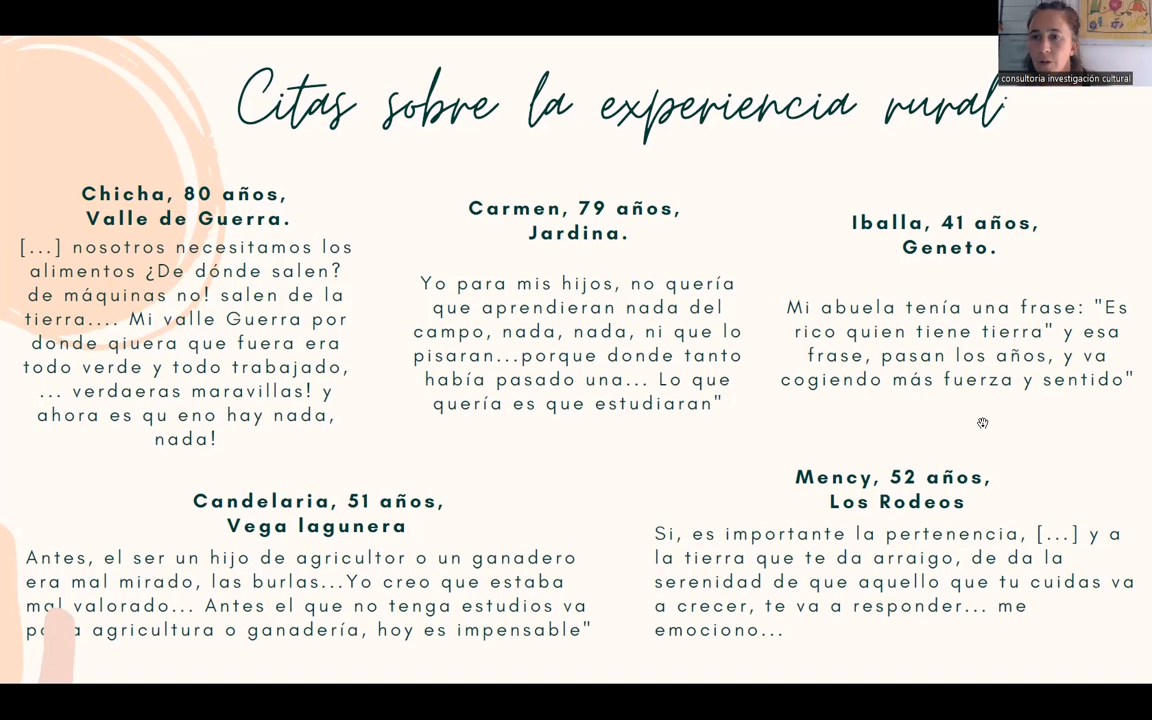 consultoria investigación cultural
Citas sobre la experiencia rural
Chicha, 80 años,
Valle de Guerra.
[...] nosotros necesitamos los
alimentos ¿De dónde salen?
de máquinas no! salen de la
tierra.... Mi valle Guerra por
donde qiuera que fuera era
todo verde y todo trabajado,
... verdaeras maravillas! y
ahora es qu eno hay nada,
nada!
Carmen, 79 años,
Jardina.
Yo para mis hijos, no quería
que aprendieran nada del
campo, nada, nada, ni que lo
pisaran...porque donde tanto
había pasado una... Lo que
quería es que estudiaran"
Iballa, 41 años,
Geneto.
Mi abuela tenía una frase: "Es
rico quien tiene tierra" y esa
frase, pasan los años, y va
cogiendo más fuerza y sentido"
Candelaria, 51 años,
Vega lagunera
Antes, el ser un hijo de agricultor o un ganadero
era mal mirado, las burlas...Yo creo que estaba
mal valorado... Antes el que no tenga estudios va
a agricultura o ganadería, hoy es impensable"
Mency, 52 años,
Los Rodeos
Si, es importante la pertenencia, [...] y a
la tierra que te da arraigo, de da la
serenidad de que aquello que tu cuidas va
a crecer, te va a responder... me
emociono...